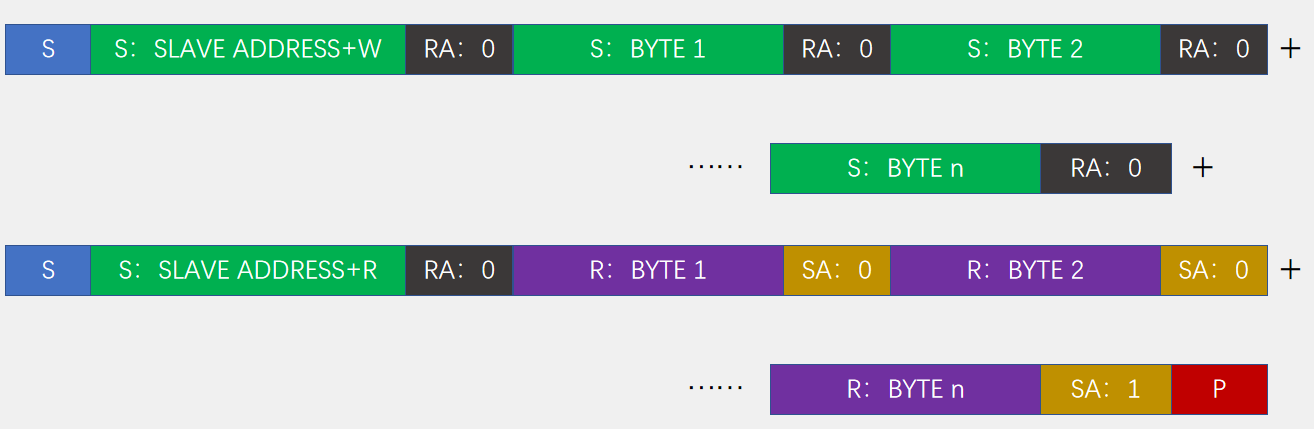 S S： SLAVE ADDRESS+W RA： 0 S： BYTE 1 RA： 0 S： BYTE 2 RA： 0 +
…… S： BYTE n RA： 0 +
S S： SLAVE ADDRESS+R RA： 0 R： BYTE 1 SA： 0 R： BYTE 2 SA： 0 +
…… R： BYTE n SA： 1 P